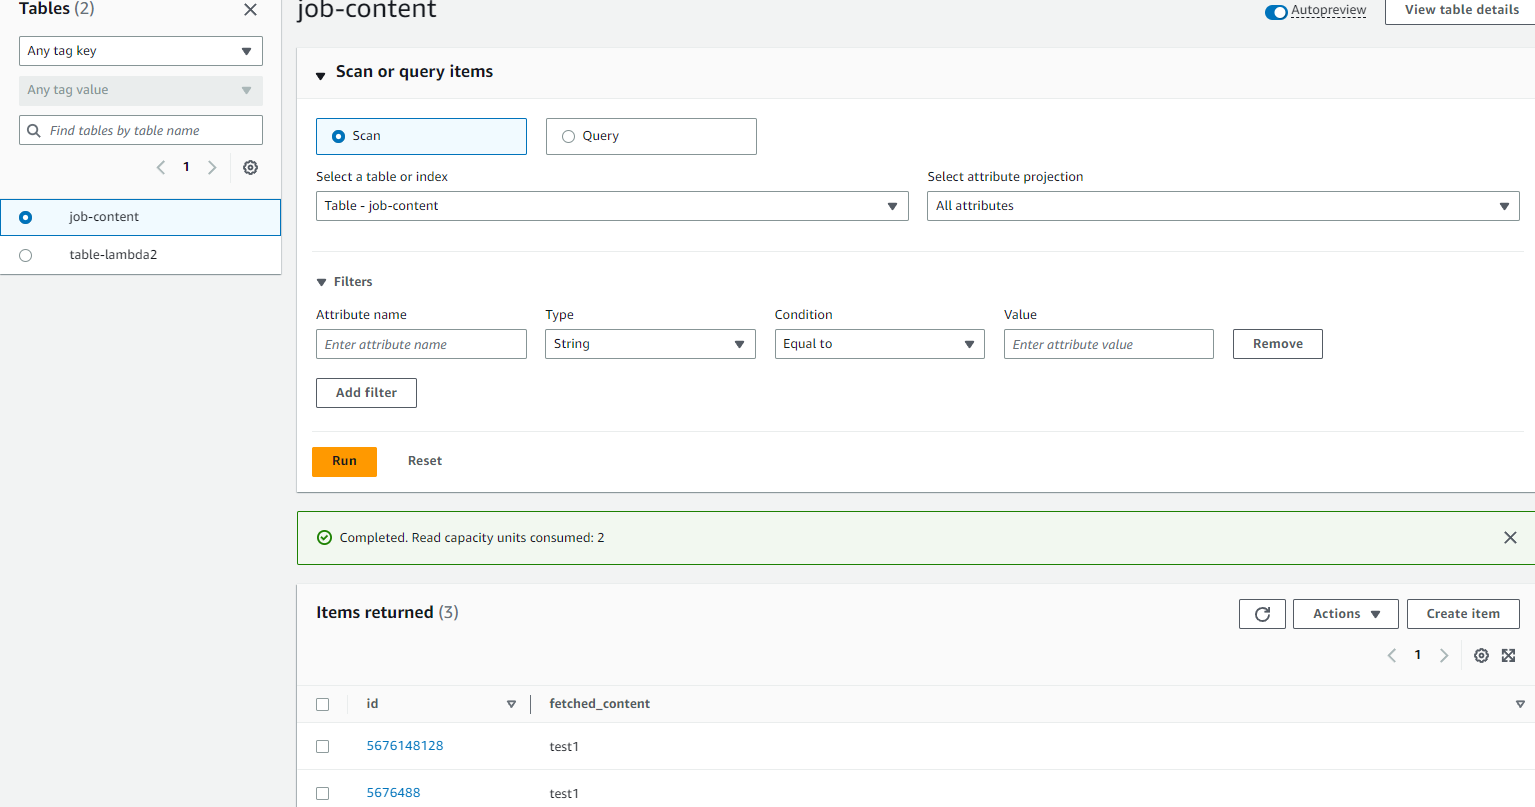 Tables (2)
Any tag key
Any tag value
Find tables by table name
1
job-content
table-lambda2
job-content
Autopreview
View table details
Scan or query items
Scan
Query
Select a table or index
Select attribute projection
Table - job-content
All attributes
Filters
Attribute name
Type
Condition
Value
Enter attribute name
String
Equal to
Enter attribute value
Remove
Add filter
Run
Reset
Completed. Read capacity units consumed: 2
Items returned (3)
Actions
Create item
1
id
fetched_content
5676148128
test1
5676488
test1